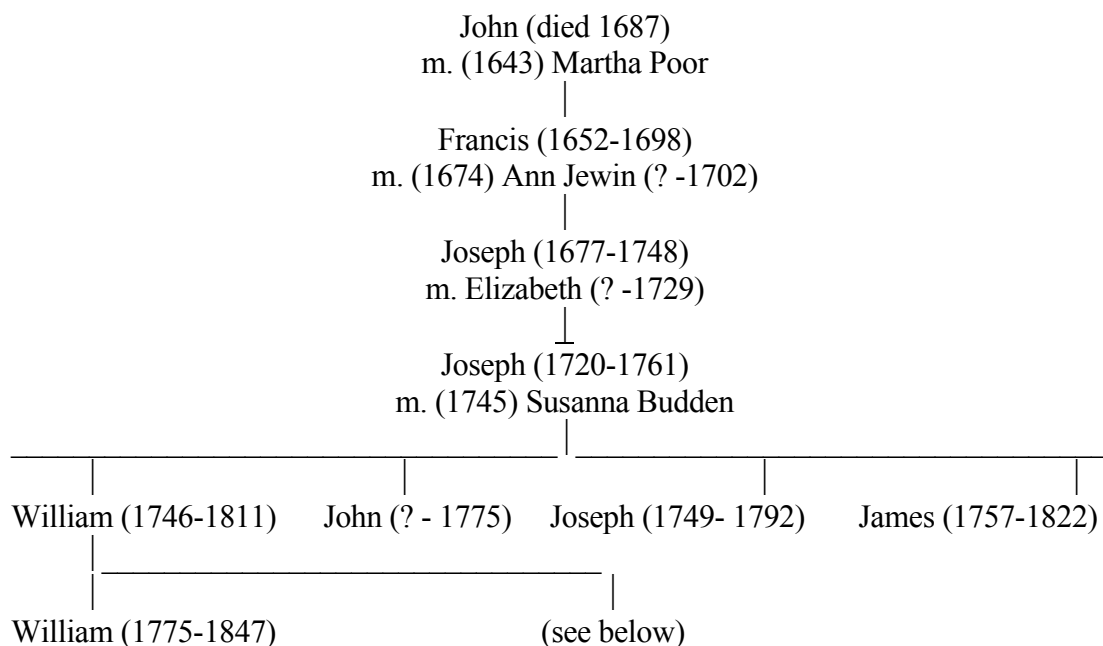 John (died 1687)
m. (1643) Martha Poor
Francis (1652-1698)
m. (1674) Ann Jewin (? -1702)
Joseph (1677-1748)
m. Elizabeth (? -1729)
Joseph (1720-1761)
m. (1745) Susanna Budden
William (1746-1811) John (? - 1775) Joseph (1749- 1792) James (1757-1822)
William (1775-1847) (see below)